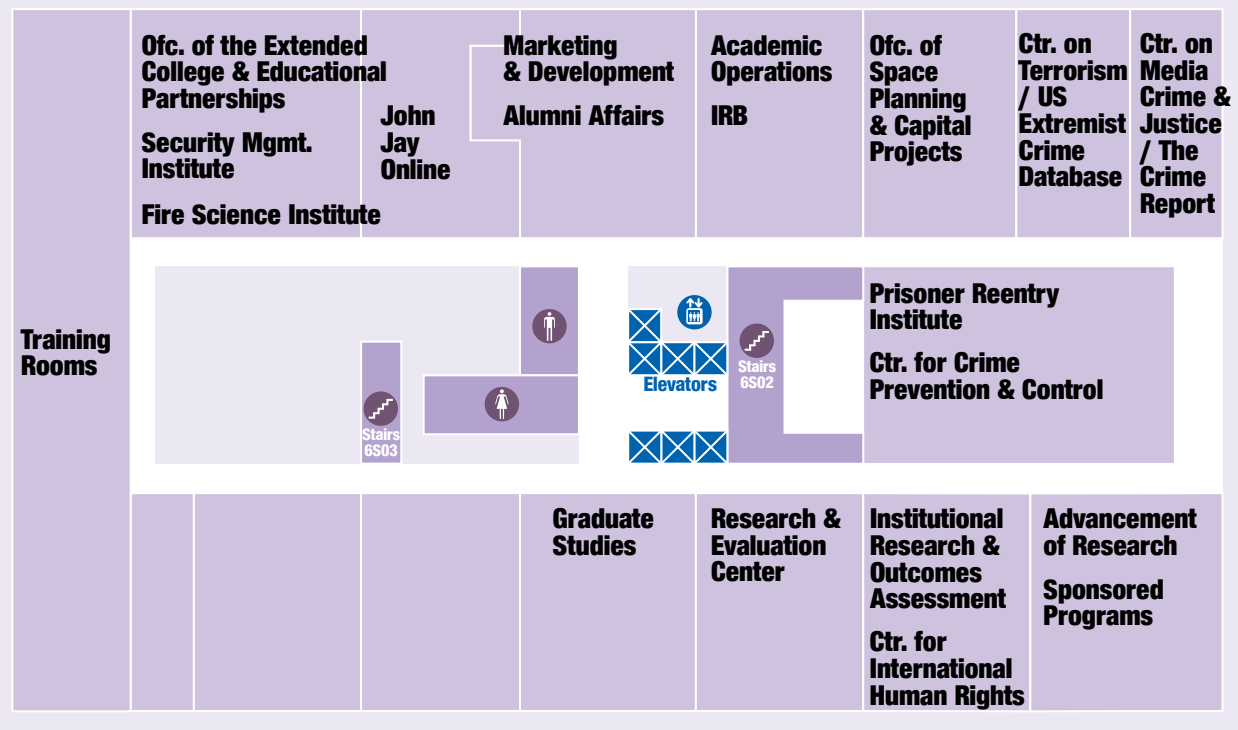 Ofc. of the Extended
College & Educational
Partnerships
Security Mgmt.
Institute
Fire Science Institute
John
Jay
Online
Marketing
& Development
Alumni Affairs
Academic
Operations
IRB
Ofc. of
Space
Planning
& Capital
Projects
Ctr. on
Terrorism
/ US
Extremist
Crime
Database
Ctr. on
Media
Crime &
Justice
/ The
Crime
Report
Training
Rooms
Stairs
6S03
Elevators
Stairs
6S02
Prisoner Reentry
Institute
Ctr. for Crime
Prevention & Control
Graduate
Studies
Research &
Evaluation
Center
Institutional
Research &
Outcomes
Assessment
Ctr. for
International
Human Rights
Advancement
of Research
Sponsored
Programs